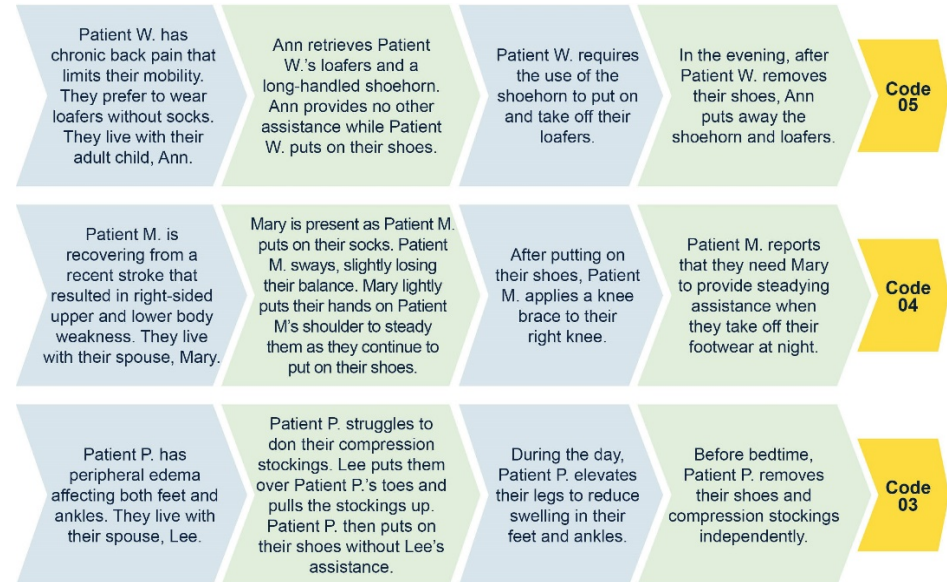 Patient W. has
chronic back pain that
limits their mobility.
They prefer to wear
loafers without socks.
They live with their
adult child, Ann.
Ann retrieves Patient
W.'s loafers and a
long-handled shoehorn.
Ann provides no other
assistance while Patient
W. puts on their shoes.
Patient W. requires
the use of the
shoehorn to put on
and take off their
loafers.
In the evening, after
Patient W. removes
their shoes, Ann
puts away the
shoehorn and loafers.
Code
05
Patient M. is
recovering from a
recent stroke that
resulted in right-sided
upper and lower body
weakness. They live
with their spouse, Mary.
Mary is present as Patient M.
puts on their socks. Patient
M. sways, slightly losing
their balance. Mary lightly
puts their hands on Patient
M's shoulder to steady
them as they continue to
put on their shoes.
After putting on
their shoes, Patient
M. applies a knee
brace to their
right knee.
Patient M. reports
that they need Mary
to provide steadying
assistance when
they take off their
footwear at night.
Code
04
Patient P. has
peripheral edema
affecting both feet and
ankles. They live with
their spouse, Lee.
Patient P. struggles to
don their compression
stockings. Lee puts them
over Patient P.'s toes and
pulls the stockings up.
Patient P. then puts on
their shoes without Lee's
assistance.
During the day,
Patient P. elevates
their legs to reduce
swelling in their
feet and ankles.
Before bedtime,
Patient P. removes
their shoes and
compression stockings
independently.
Code
03